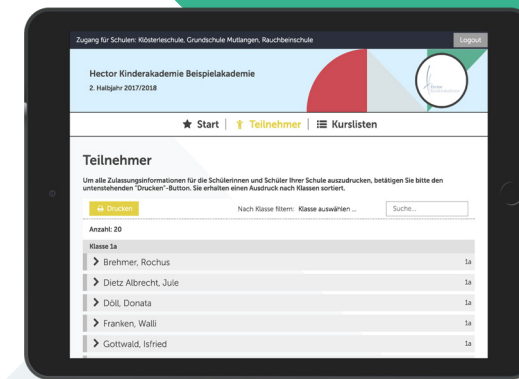 Zugang für Schulen: Klösterleschule, Grundschule Mutlangen, Rauchbeinschule
Logout
Hector Kinderakademie Beispielakademie
2. Halbjahr 2017/2018
Start | Teilnehmer | Kurslisten
Teilnehmer
Um alle Zulassungsinformationen für die Schülerinnen und Schüler Ihrer Schule auszudrucken, betätigen Sie bitte den
untenstehenden "Drucken"-Button. Sie erhalten einen Ausdruck nach Klassen sortiert.
Drucken
Nach Klasse filtern: Klasse auswählen ...
Suche...
Anzahl: 20
Klasse 1a
Brehmer, Rochus 1a
Dietz Albrecht, Jule 1a
Döll, Donata 1a
Franken, Walli 1a
Gottwald, Isfried 1a